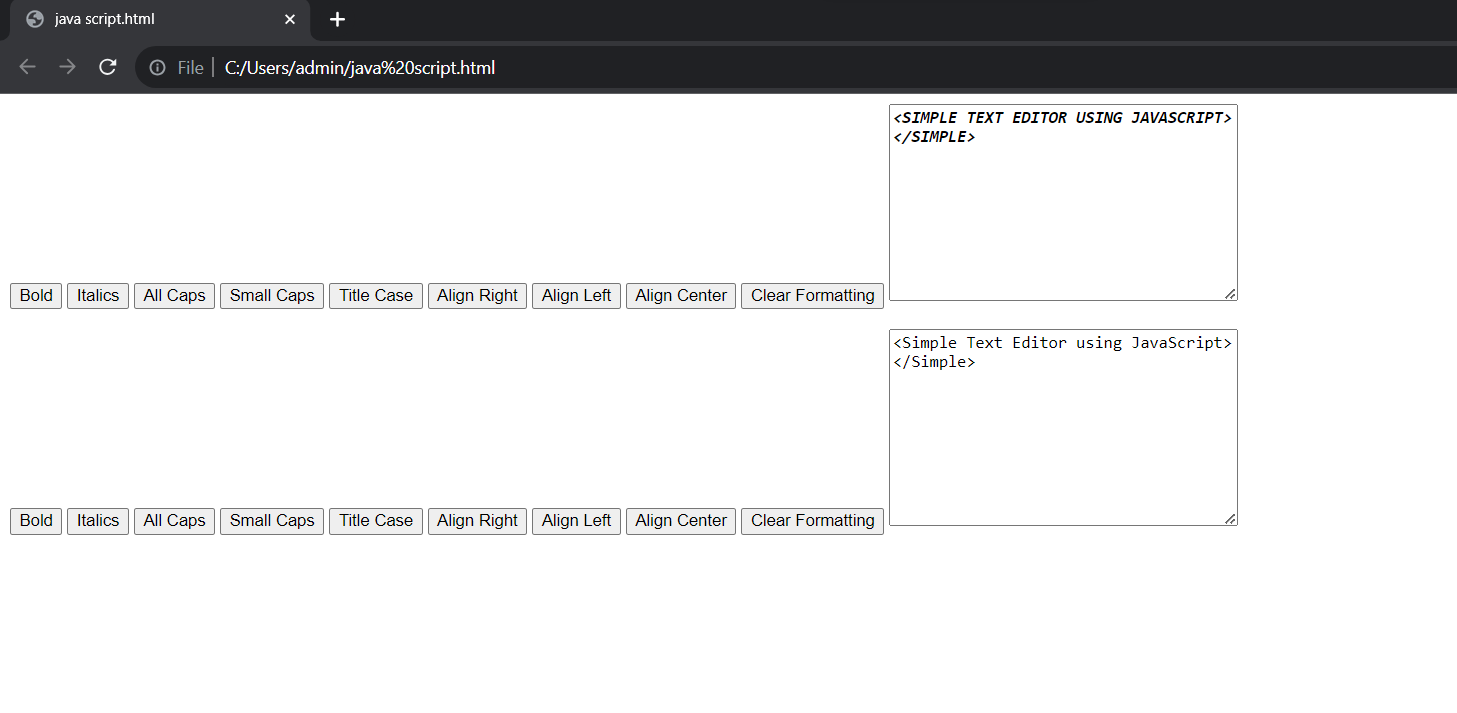 java script.html
File
C:/Users/admin/java%20script.html
<SIMPLE TEXT EDITOR USING JAVASCRIPT>
</SIMPLE>
Bold Italics All Caps Small Caps Title Case Align Right Align Left Align Center Clear Formatting
<Simple Text Editor using JavaScript>
</Simple>
Bold Italics All Caps Small Caps Title Case Align Right Align Left Align Center Clear Formatting